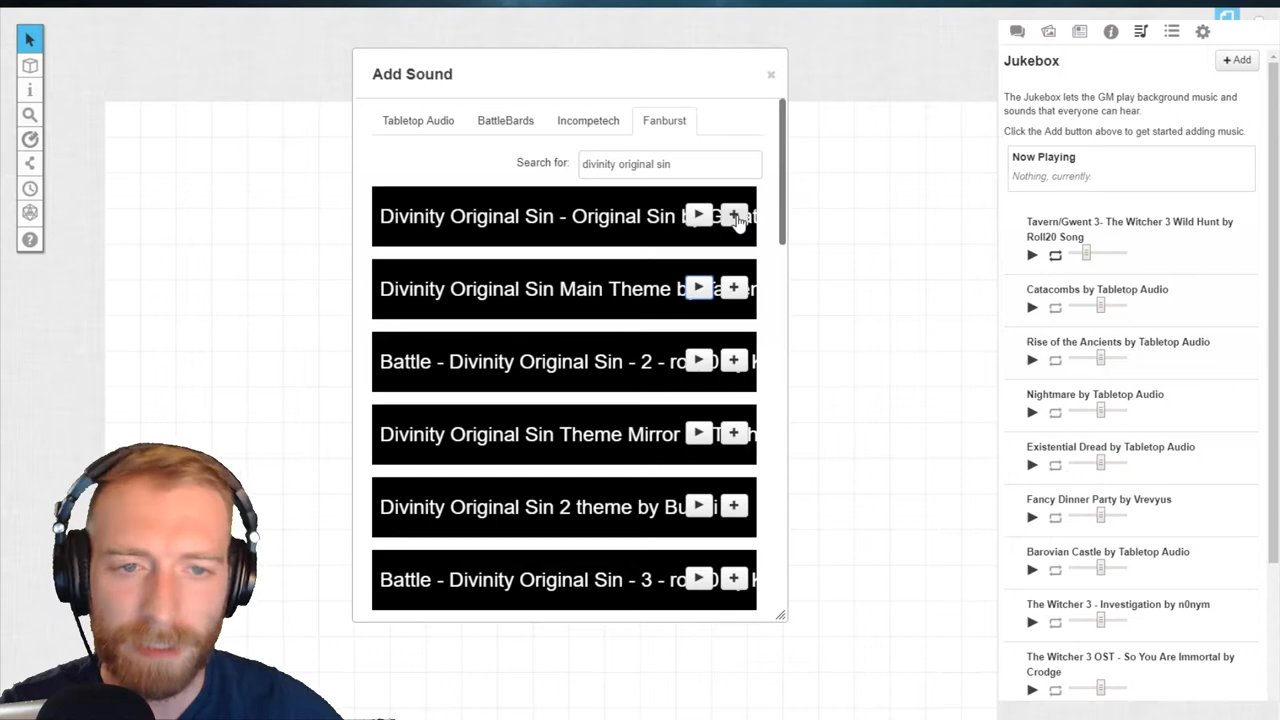 Add Sound
×
Tabletop Audio
BattleBards
Incompetech
Fanburst
Search for:
divinity original sin
Divinity Original Sin - Original Sin
Divinity Original Sin Main Theme
Battle - Divinity Original Sin - 2 -
Divinity Original Sin Theme Mirror
Divinity Original Sin 2 theme by
Battle - Divinity Original Sin - 3 -
Jukebox
+ Add
The Jukebox lets the GM play background music and
sounds that everyone can hear.
Click the Add button above to get started adding music.
Now Playing
Nothing, currently.
Tavern/Gwent 3- The Witcher 3 Wild Hunt by
Roll20 Song
Catacombs by Tabletop Audio
Rise of the Ancients by Tabletop Audio
Nightmare by Tabletop Audio
Existential Dread by Tabletop Audio
Fancy Dinner Party by Vrevyus
Barovian Castle by Tabletop Audio
The Witcher 3 - Investigation by n0nym
The Witcher 3 OST - So You Are Immortal by
Crodge